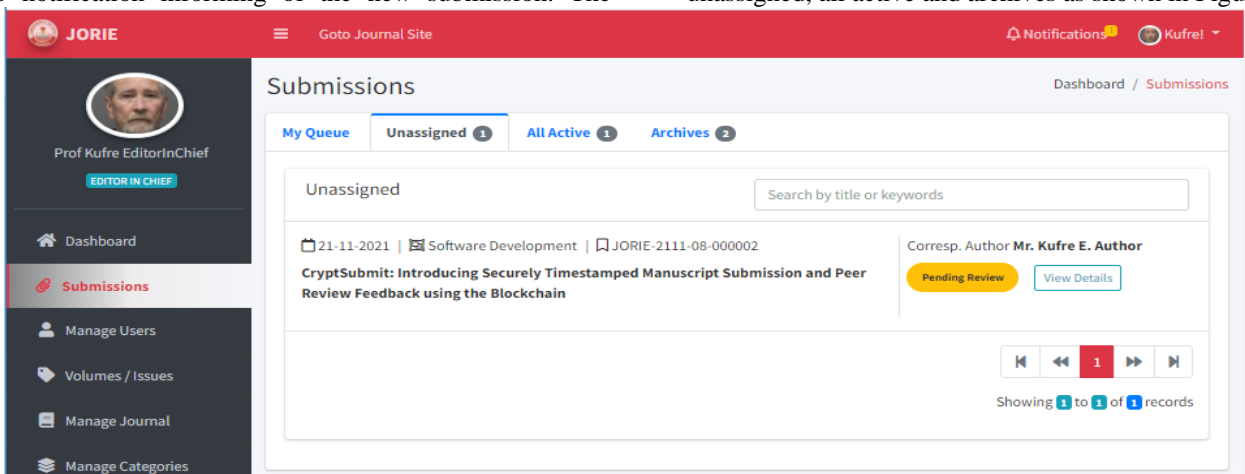 notification informing of the new submission. The
unassigned, all active and archives as shown in Figu
JORIE
Goto Journal Site
Notifications
Kufre!
Submissions
Dashboard / Submissions
My Queue
Unassigned 1
All Active 1
Archives 2
Prof Kufre EditorInChief
EDITOR IN CHIEF
Unassigned
Search by title or keywords
Dashboard
21-11-2021 | Software Development | JORIE-2111-08-000002
Corresp. Author Mr. Kufre E. Author
CryptSubmit: Introducing Securely Timestamped Manuscript Submission and Peer
Review Feedback using the Blockchain
Pending Review
View Details
Submissions
Manage Users
Volumes / Issues
1
Showing 1 to 1 of 1 records
Manage Journal
Manage Categories